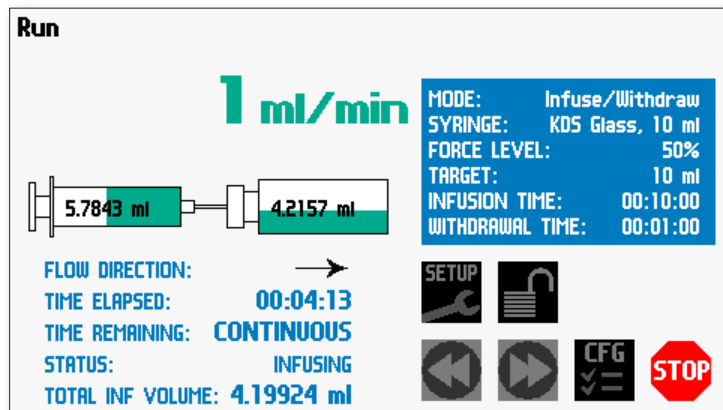 Run
1 ml/min
MODE: Infuse/Withdraw
SYRINGE: KDS Glass, 10 ml
FORCE LEVEL: 50%
TARGET: 10 ml
INFUSION TIME: 00:10:00
WITHDRAWAL TIME: 00:01:00
5.7843 ml
4.2157 ml
FLOW DIRECTION:
TIME ELAPSED: 00:04:13
TIME REMAINING: CONTINUOUS
STATUS: INFUSING
TOTAL INF VOLUME: 4.19924 ml
SETUP
CFG
STOP